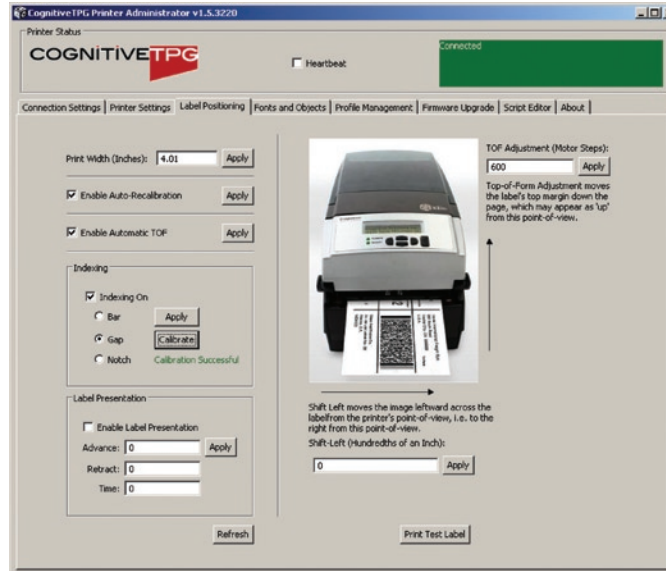 CognitiveTPG Printer Administrator v1.5.3220
Printer Status
COGNITIVETPG
Heartbeat
Connected
Connection Settings Printer Settings Label Positioning Fonts and Objects Profile Management Firmware Upgrade Script Editor About
Print Width (Inches): 4.01 Apply
Enable Auto-Recalibration Apply
Enable Automatic TOF Apply
Indexing
Indexing On
Bar Apply
Gap Calibrate
Notch Calibration Successful
Label Presentation
Enable Label Presentation
Advance: 0 Apply
Retract: 0
Time: 0
Refresh
TOF Adjustment (Motor Steps):
600 Apply
Top-of-Form Adjustment moves
the label's top margin down the
page, which may appear as 'up'
from this point-of-view.
Shift Left moves the image leftward across the
labelfrom the printer's point-of-view, i.e. to the
right from this point-of-view.
Shift-Left (Hundredths of an Inch):
0 Apply
Print Test Label